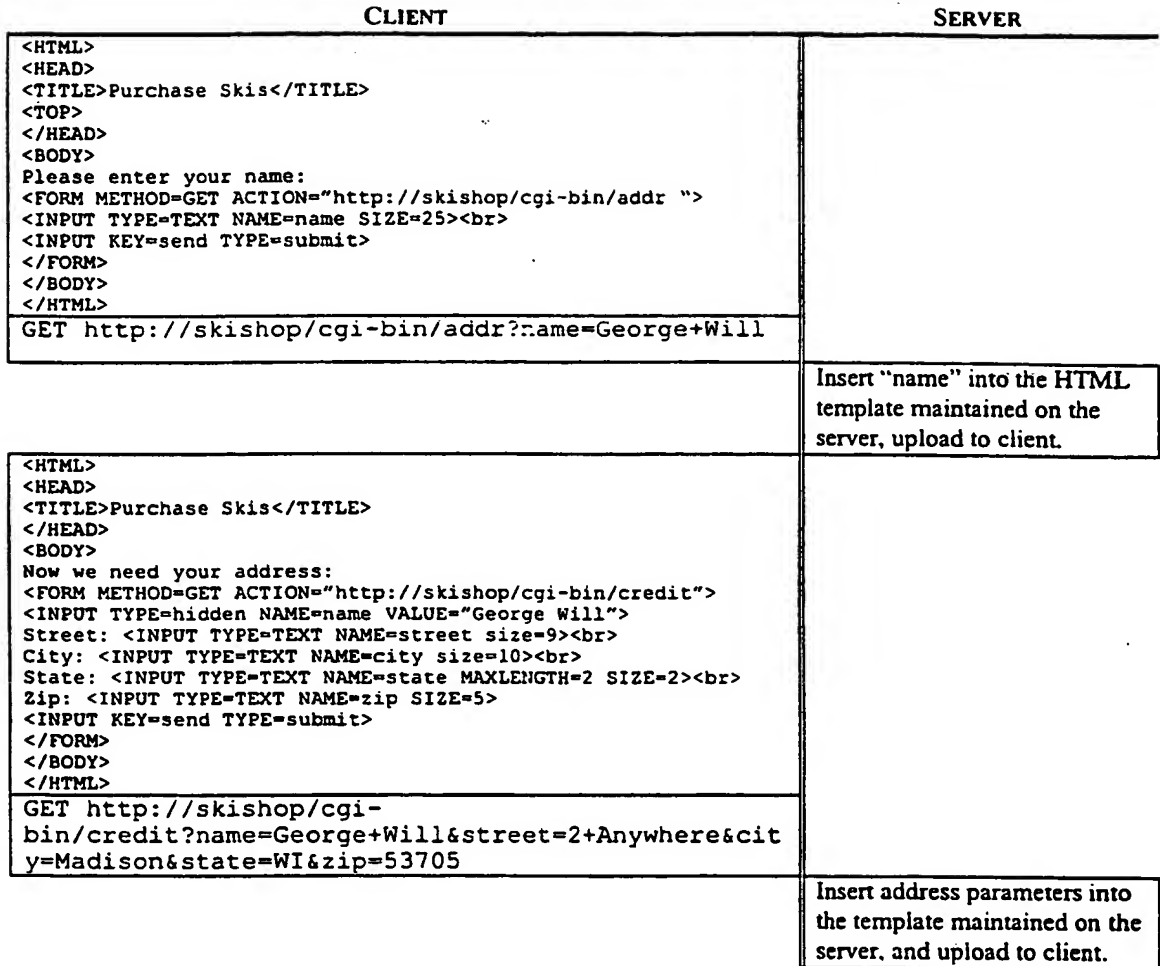 CLIENT SERVER
<HTML>
<HEAD>
<TITLE>Purchase Skis</TITLE>
<TOP>
</HEAD>
<BODY>
Please enter your name:
<FORM METHOD=GET ACTION="http://skishop/cgi-bin/addr ">
<INPUT TYPE=TEXT NAME=name SIZE=25><br>
<INPUT KEY=send TYPE=submit>
</FORM>
</BODY>
</HTML>
GET http://skishop/cgi-bin/addr?name=George+Will
Insert "name" into the HTML
template maintained on the
server, upload to client.
<HTML>
<HEAD>
<TITLE>Purchase Skis</TITLE>
</HEAD>
<BODY>
Now we need your address:
<FORM METHOD=GET ACTION="http://skishop/cgi-bin/credit">
<INPUT TYPE=hidden NAME=name VALUE="George Will">
Street: <INPUT TYPE=TEXT NAME=street size=9><br>
City: <INPUT TYPE=TEXT NAME=city size=10><br>
State: <INPUT TYPE=TEXT NAME=state MAXLENGTH=2 SIZE=2><br>
Zip: <INPUT TYPE=TEXT NAME=zip SIZE=5>
<INPUT KEY=send TYPE=submit>
</FORM>
</BODY>
</HTML>
GET http://skishop/cgi-
bin/credit?name=George+Will&street=2+Anywhere&cit
y=Madison&state=WI&zip=53705
Insert address parameters into
the template maintained on the
server, and upload to client.